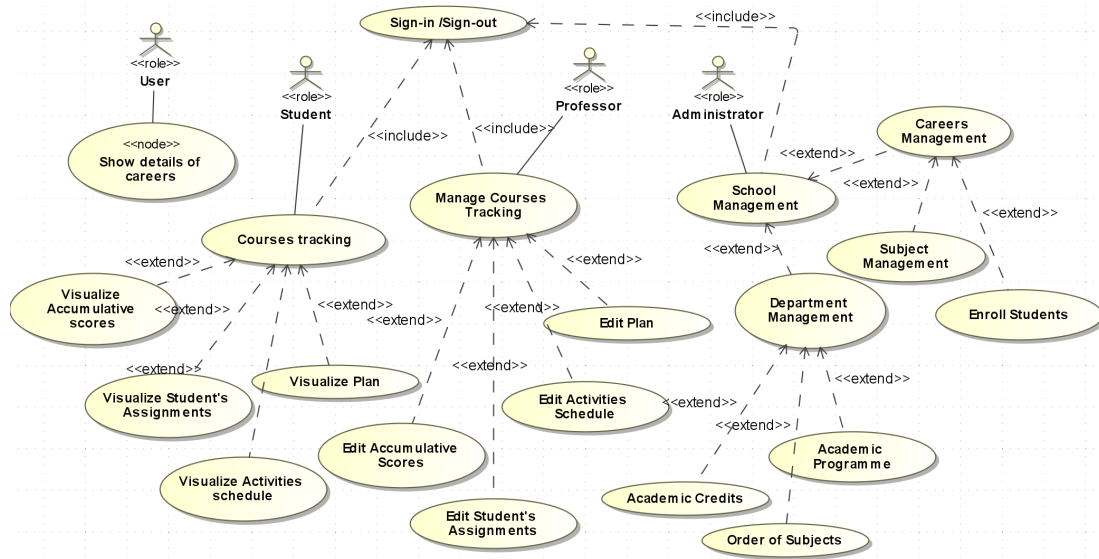 Sign-in /Sign-out
<<include>>
<<role>>
User
<<role>>
Student
<<role>>
Professor
<<role>>
Administrator
<<node>>
Show details of
careers
<<include>>
<<include>>
Careers
Management
<<extend>>
School
Management
<<extend>>
Manage Courses
Tracking
<<extend>>
Courses tracking
Subject
Management
<<extend>>
<<extend>>
<<extend>>
Visualize
Accumulative
scores
<<extend>>
<<extend>>
<<extend>>
<<extend>>
Edit Plan
Department
Management
Enroll Students
<<extend>>
<<extend>>
Visualize Plan
<<extend>>
<<extend>>
Visualize Student's
Assignments
Edit Activities
Schedule
<<extend>>
<<extend>>
Edit Accumulative
Scores
Academic
Programme
Visualize Activities
schedule
Academic Credits
Edit Student's
Assignments
Order of Subjects